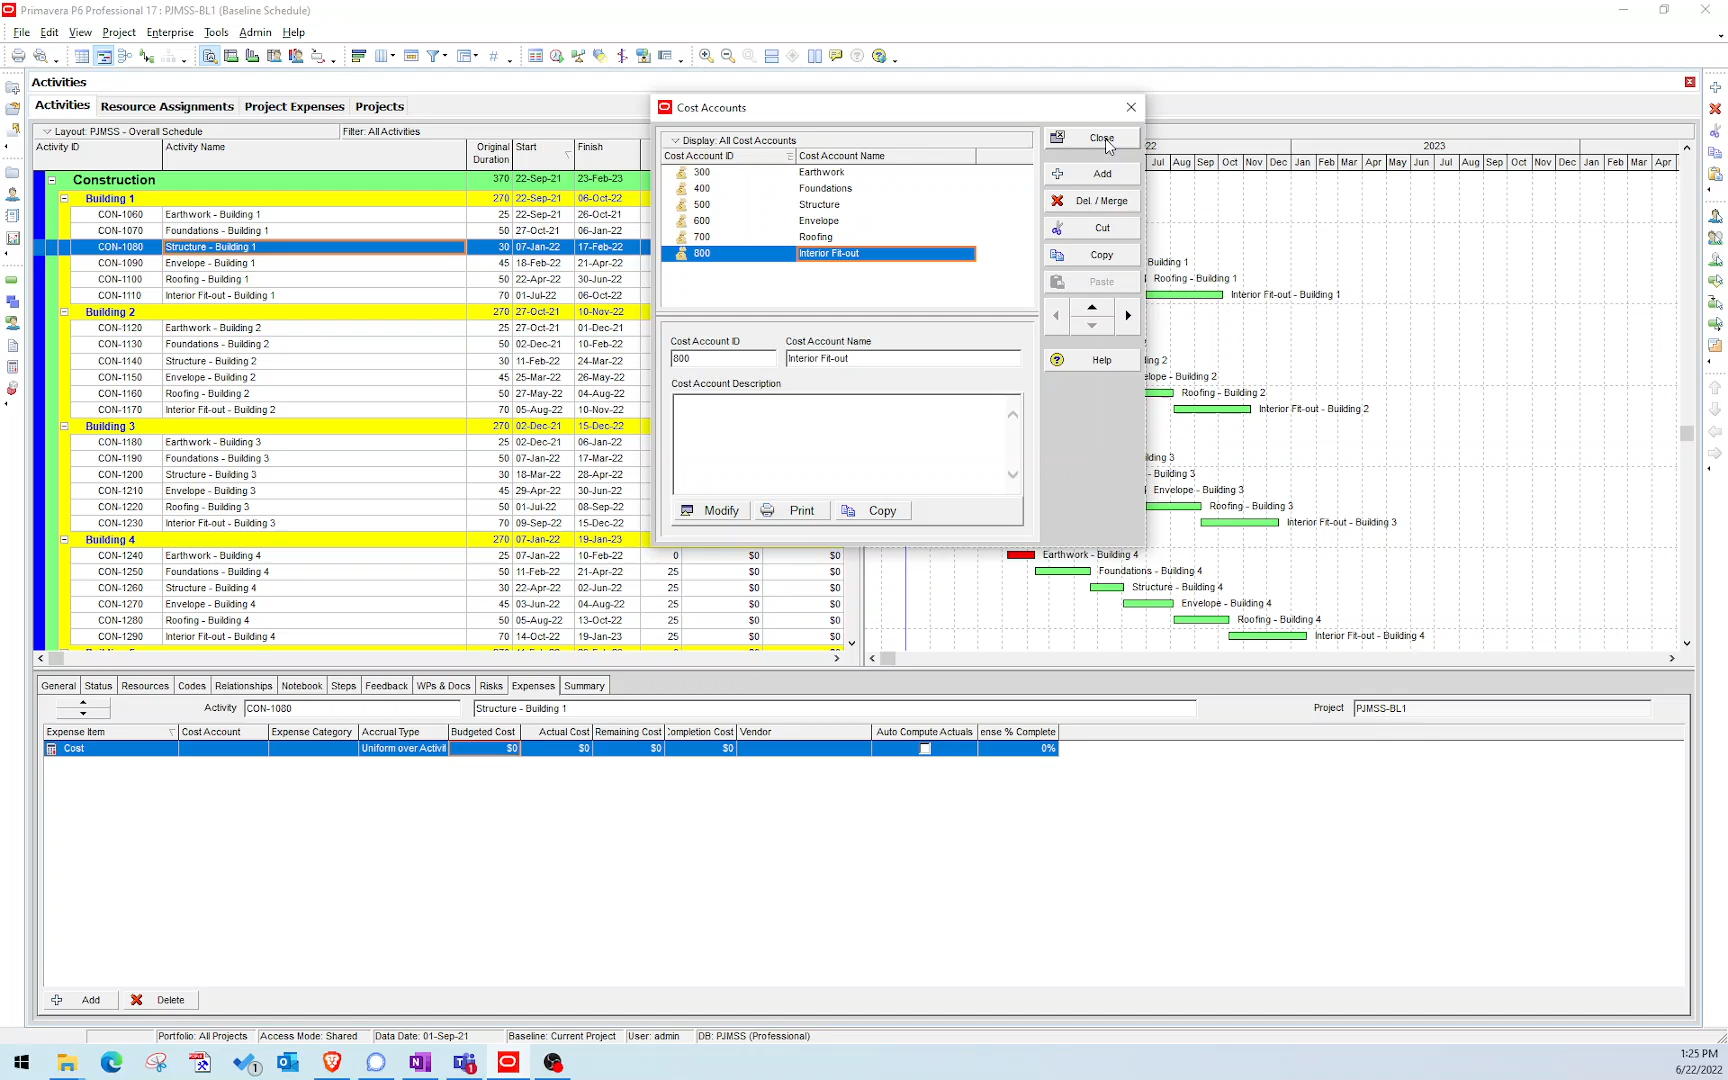 Primavera P6 Professional 17 : PJMSS-BL1 (Baseline Schedule)
File Edit View Project Enterprise Tools Admin Help
Activities
Activities Resource Assignments Project Expenses Projects
Layout: PJMSS - Overall Schedule Filter: All Activities
Activity ID Activity Name Original Duration Start Finish
Construction 370 22-Sep-21 23-Feb-23
Building 1 270 22-Sep-21 06-Oct-22
CON-1060 Earthwork - Building 1 25 22-Sep-21 26-Oct-21
CON-1070 Foundations - Building 1 50 27-Oct-21 06-Jan-22
CON-1080 Structure - Building 1 30 07-Jan-22 17-Feb-22
CON-1090 Envelope - Building 1 45 18-Feb-22 21-Apr-22
CON-1100 Roofing - Building 1 50 22-Apr-22 30-Jun-22
CON-1110 Interior Fit-out - Building 1 70 01-Jul-22 06-Oct-22
Building 2 270 27-Oct-21 10-Nov-22
CON-1120 Earthwork - Building 2 25 27-Oct-21 01-Dec-21
CON-1130 Foundations - Building 2 50 02-Dec-21 10-Feb-22
CON-1140 Structure - Building 2 30 11-Feb-22 24-Mar-22
CON-1150 Envelope - Building 2 45 25-Mar-22 26-May-22
CON-1160 Roofing - Building 2 50 27-May-22 04-Aug-22
CON-1170 Interior Fit-out - Building 2 70 05-Aug-22 10-Nov-22
Building 3 270 02-Dec-21 15-Dec-22
CON-1180 Earthwork - Building 3 25 02-Dec-21 06-Jan-22
CON-1190 Foundations - Building 3 50 07-Jan-22 17-Mar-22
CON-1200 Structure - Building 3 30 18-Mar-22 28-Apr-22
CON-1210 Envelope - Building 3 45 29-Apr-22 30-Jun-22
CON-1220 Roofing - Building 3 50 01-Jul-22 08-Sep-22
CON-1230 Interior Fit-out - Building 3 70 09-Sep-22 15-Dec-22
Building 4 270 07-Jan-22 19-Jan-23
CON-1240 Earthwork - Building 4 25 07-Jan-22 10-Feb-22 0 $0 $0
CON-1250 Foundations - Building 4 50 11-Feb-22 21-Apr-22 25 $0 $0
CON-1260 Structure - Building 4 30 22-Apr-22 02-Jun-22 25 $0 $0
CON-1270 Envelope - Building 4 45 03-Jun-22 04-Aug-22 25 $0 $0
CON-1280 Roofing - Building 4 50 05-Aug-22 13-Oct-22 25 $0 $0
CON-1290 Interior Fit-out - Building 4 70 14-Oct-22 19-Jan-23 25 $0 $0
Cost Accounts
Display: All Cost Accounts
Cost Account ID Cost Account Name
300 Earthwork
400 Foundations
500 Structure
600 Envelope
700 Roofing
800 Interior Fit-out
Cost Account ID Cost Account Name
800 Interior Fit-out
Cost Account Description
Modify Print Copy
Close
Add
Del. / Merge
Cut
Copy
Paste
Help
22 2023
Jul Aug Sep Oct Nov Dec Jan Feb Mar Apr May Jun Jul Aug Sep Oct Nov Dec Jan Feb Mar Apr
Building 1
Roofing - Building 1
Interior Fit-out - Building 1
ing 2
elope - Building 2
Roofing - Building 2
Interior Fit-out - Building 2
lding 3
- Building 3
Envelope - Building 3
Roofing - Building 3
Interior Fit-out - Building 3
Earthwork - Building 4
Foundations - Building 4
Structure - Building 4
Envelope - Building 4
Roofing - Building 4
Interior Fit-out - Building 4
General Status Resources Codes Relationships Notebook Steps Feedback WPs & Docs Risks Expenses Summary
Activity CON-1080 Structure - Building 1 Project PJMSS-BL1
Expense Item Cost Account Expense Category Accrual Type Budgeted Cost Actual Cost Remaining Cost Completion Cost Vendor Auto Compute Actuals ense % Complete
Cost Uniform over Activit $0 $0 $0 $0 0%
Add Delete
Portfolio: All Projects Access Mode: Shared Data Date: 01-Sep-21 Baseline: Current Project User: admin DB: PJMSS (Professional)
1:25 PM
6/22/2022